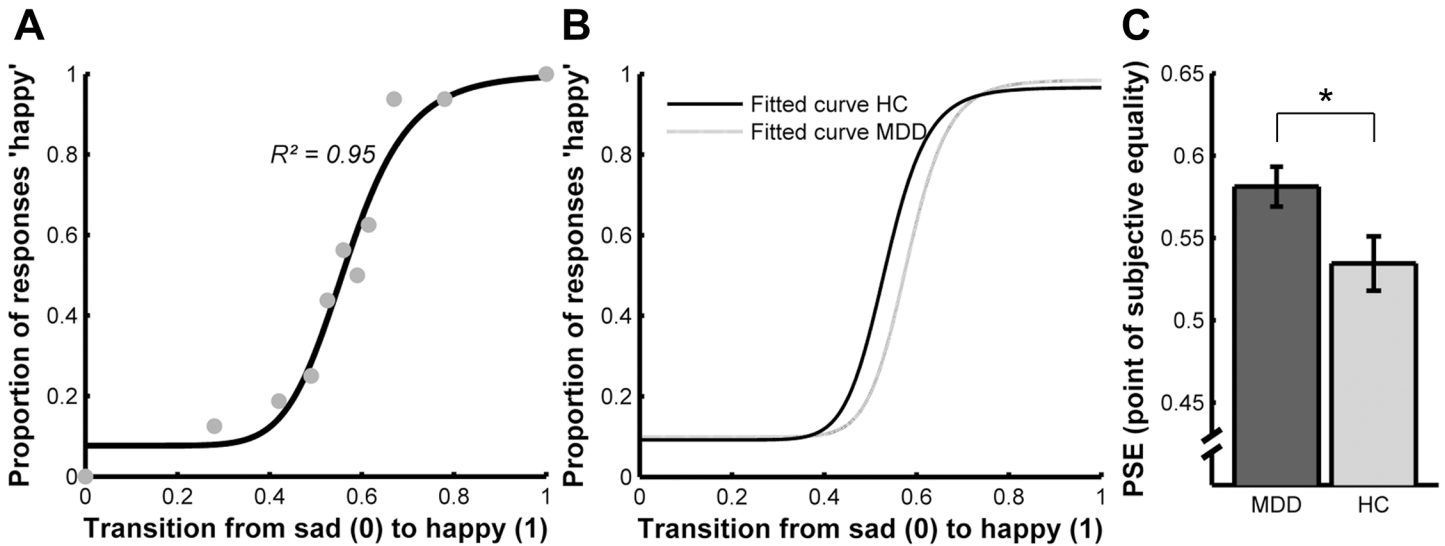 A
Proportion of responses 'happy'
1
0.8
0.6
0.4
0.2
0
R² = 0.95
0
0.2
0.4
0.6
0.8
1
Transition from sad (0) to happy (1)
B
Proportion of responses 'happy'
1
0.8
0.6
0.4
0.2
0
Fitted curve HC
Fitted curve MDD
0
0.2
0.4
0.6
0.8
1
Transition from sad (0) to happy (1)
C
PSE (point of subjective equality)
0.65
0.6
0.55
0.5
0.45
*
MDD
HC